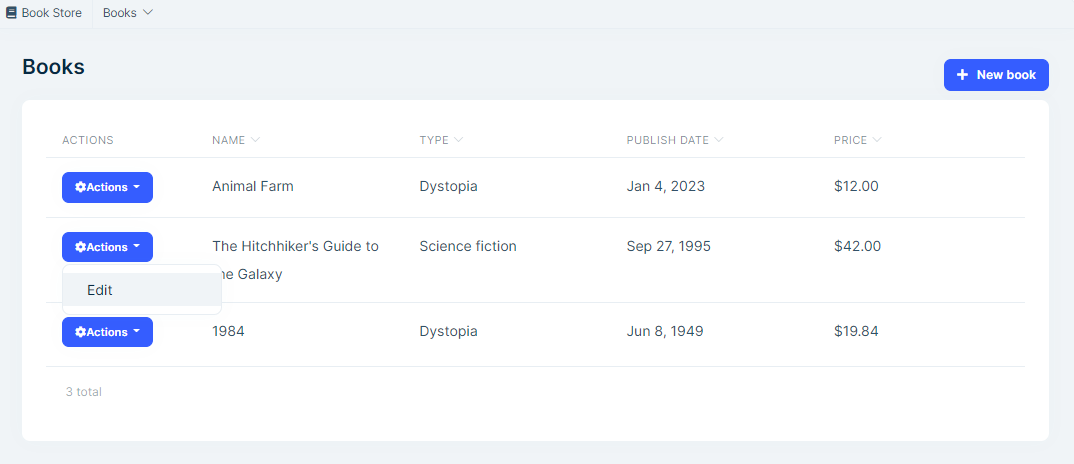 Book Store Books
Books
New book
ACTIONS NAME TYPE PUBLISH DATE PRICE
Actions Animal Farm Dystopia Jan 4, 2023 $12.00
Actions The Hitchhiker's Guide to Science fiction Sep 27, 1995 $42.00
Galaxy
Edit
Actions 1984 Dystopia Jun 8, 1949 $19.84
3 total